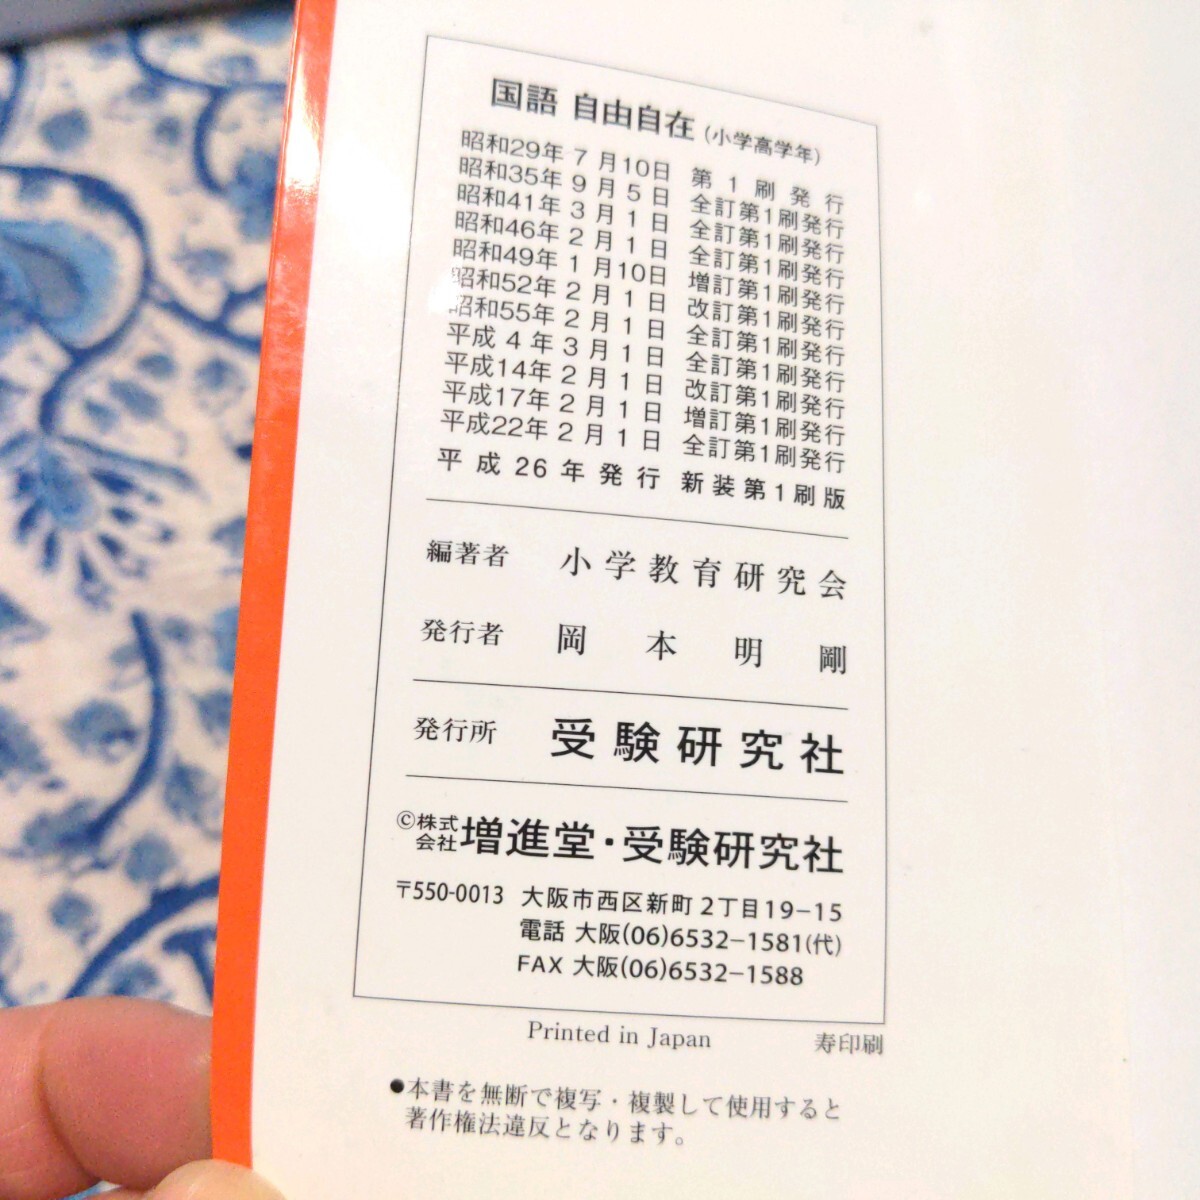 国語 自由自在(小学高学年)
昭和29年 7 月10日 第 1 刷 発 行
昭和35年 9 月 5 日 全訂第1刷発行
昭和41年 3 月 1 日 全訂第1刷発行
昭和46年 2 月 1 日 全訂第1刷発行
昭和49年 1 月10日 増訂第1刷発行
昭和52年 2 月 1 日 改訂第1刷発行
昭和55年 2 月 1 日 全訂第1刷発行
平成 4 年 3 月 1 日 全訂第1刷発行
平成14年 2 月 1 日 改訂第1刷発行
平成17年 2 月 1 日 増訂第1刷発行
平成22年 2 月 1 日 全訂第1刷発行
平 成 26 年 発 行 新 装 第 1 刷 版
編著者 小学教育研究会
発行者 岡 本 明 剛
発行所 受験研究社
©株式会社 増進堂・受験研究社
〒550-0013 大阪市西区新町2丁目19−15
電話 大阪(06)6532−1581(代)
FAX 大阪(06)6532−1588
Printed in Japan 寿印刷
●本書を無断で複写・複製して使用すると
著作権法違反となります。